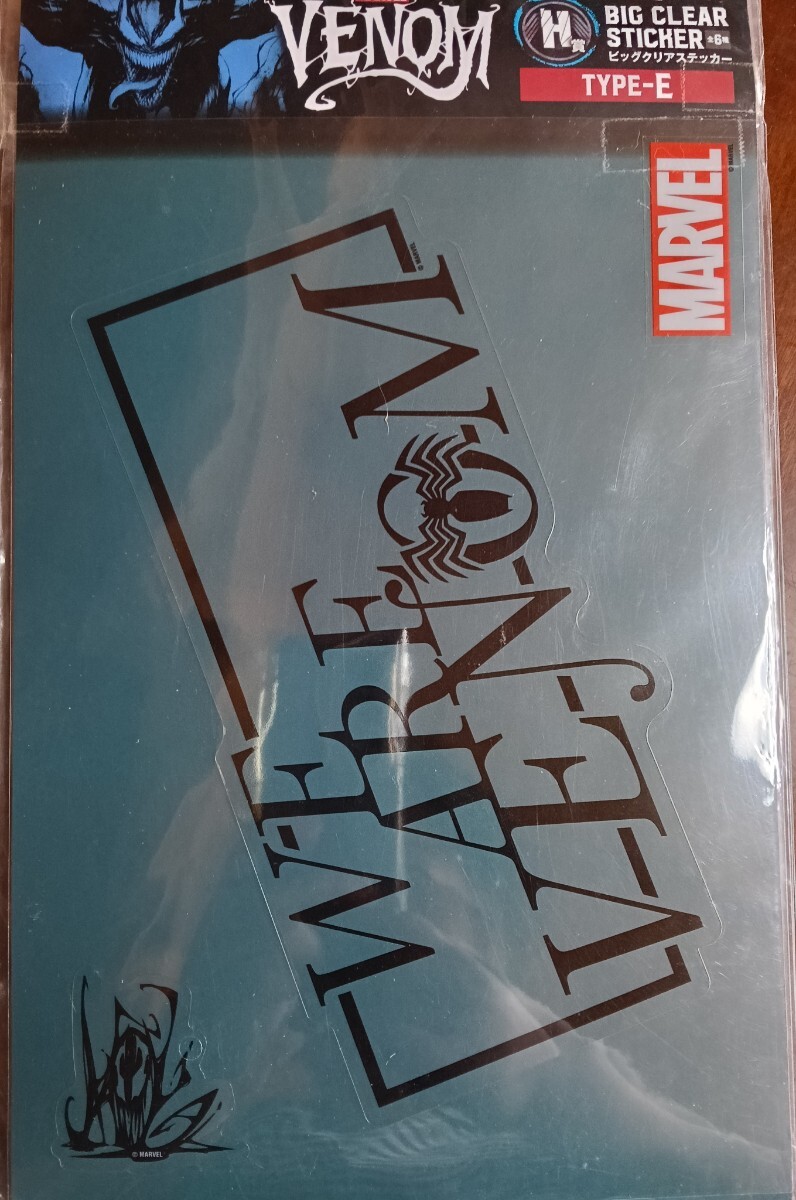 VENOM
H賞
BIG CLEAR
STICKER 全6種
ビッグクリアステッカー
TYPE-E
MARVEL
© MARVEL
© MARVEL
WE
ARE
VENOM
© MARVEL